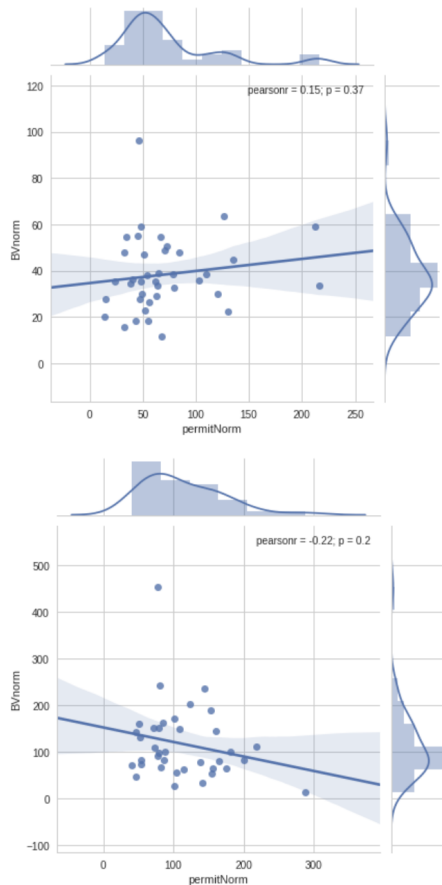 pearsonr = 0.15; p = 0.37
120
100
80
60
40
20
0
BVnorm
0 50 100 150 200 250
permitNorm
pearsonr = -0.22; p = 0.2
500
400
300
200
100
0
−100
BVnorm
0 100 200 300
permitNorm